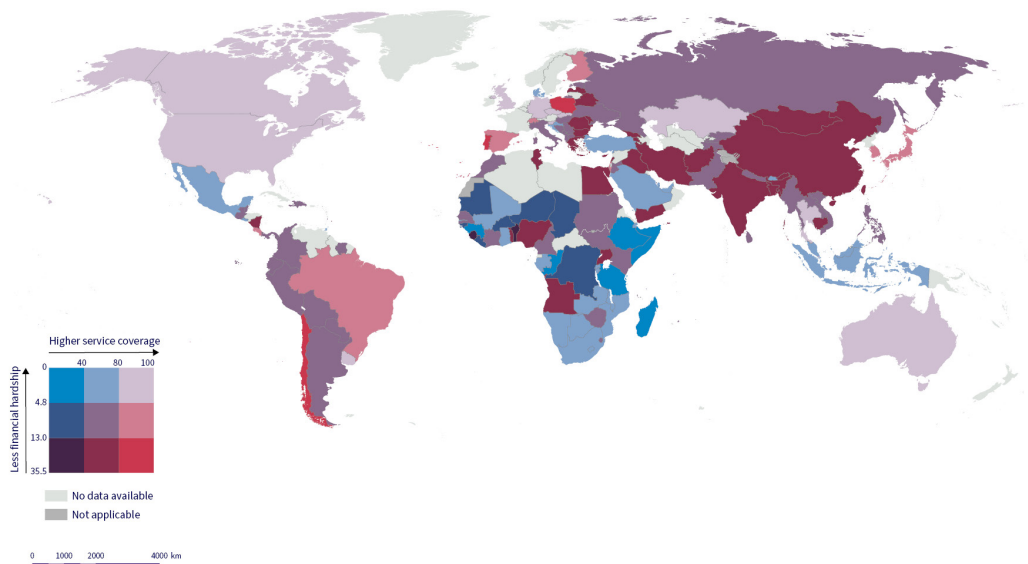 Higher service coverage
0
40
80
100
4.8
13.0
35.5
Less financial hardship
No data available
Not applicable
0 1000 2000 4000 km